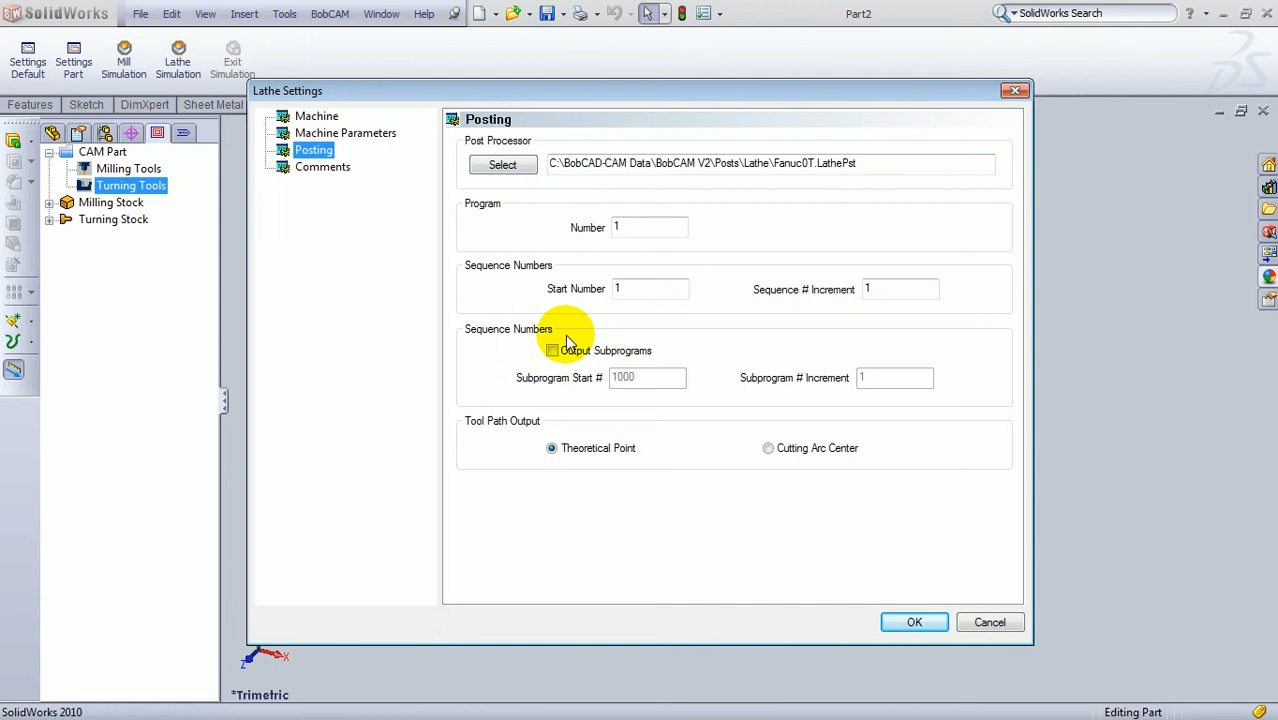 SolidWorks File Edit View Insert Tools BobCAM Window Help Part2 SolidWorks Search
Settings Default
Settings Part
Mill Simulation
Lathe Simulation
Exit Simulation
Features Sketch DimXpert Sheet Metal
CAM Part
Milling Tools
Turning Tools
Milling Stock
Turning Stock
Lathe Settings
Machine
Machine Parameters
Posting
Comments
Posting
Post Processor
Select C:\BobCAD-CAM Data\BobCAM V2\Posts\Lathe\Fanuc0T.LathePst
Program
Number 1
Sequence Numbers
Start Number 1 Sequence # Increment 1
Sequence Numbers
Output Subprograms
Subprogram Start # 1000 Subprogram # Increment 1
Tool Path Output
Theoretical Point Cutting Arc Center
OK Cancel
Z X
*Trimetric
SolidWorks 2010 Editing Part